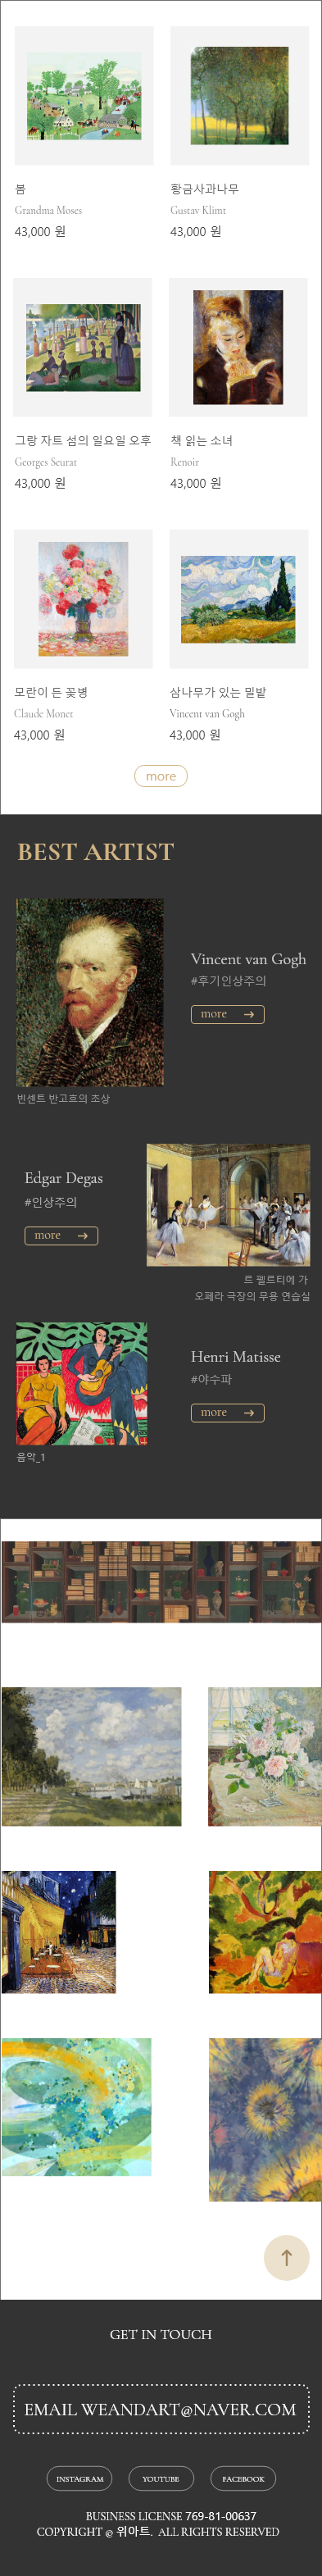 봄
Grandma Moses
43,000 원
황금사과나무
Gustav Klimt
43,000 원
그랑 자트 섬의 일요일 오후
Georges Seurat
43,000 원
책 읽는 소녀
Renoir
43,000 원
모란이 든 꽃병
Claude Monet
43,000 원
삼나무가 있는 밀밭
Vincent van Gogh
43,000 원
more
BEST ARTIST
Vincent van Gogh
#후기인상주의
more →
빈센트 반고흐의 초상
Edgar Degas
#인상주의
more →
르 펠르티에 가
오페라 극장의 무용 연습실
Henri Matisse
#야수파
more →
음악_1
↑
GET IN TOUCH
EMAIL WEANDART@NAVER.COM
INSTAGRAM
YOUTUBE
FACEBOOK
BUSINESS LICENSE 769-81-00637
COPYRIGHT @ 위아트. ALL RIGHTS RESERVED